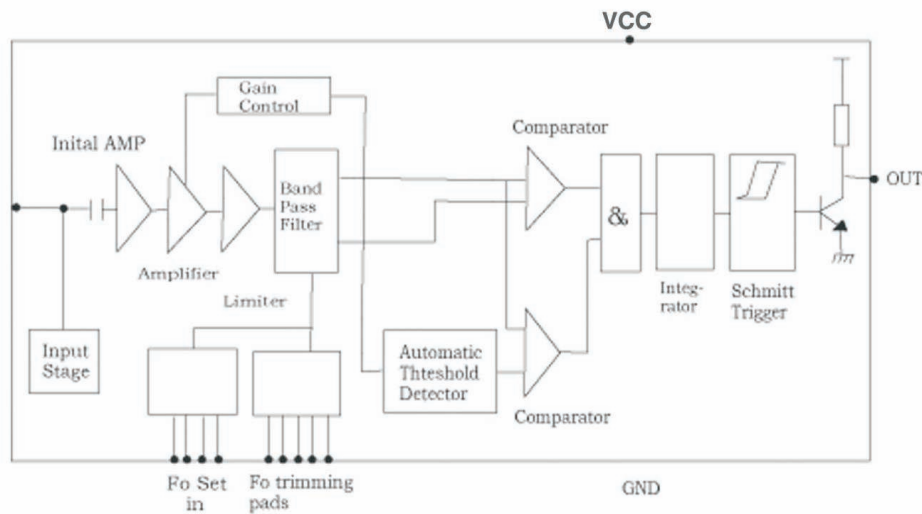 VCC
Gain
Control
Inital AMP
Comparator
Band
Pass
Filter
OUT
&
Amplifier
Limiter
Integ-
rator
Schmitt
Trigger
Input
Stage
Automatic
Thteshold
Detector
Comparator
Fo Set
in
Fo trimming
pads
GND